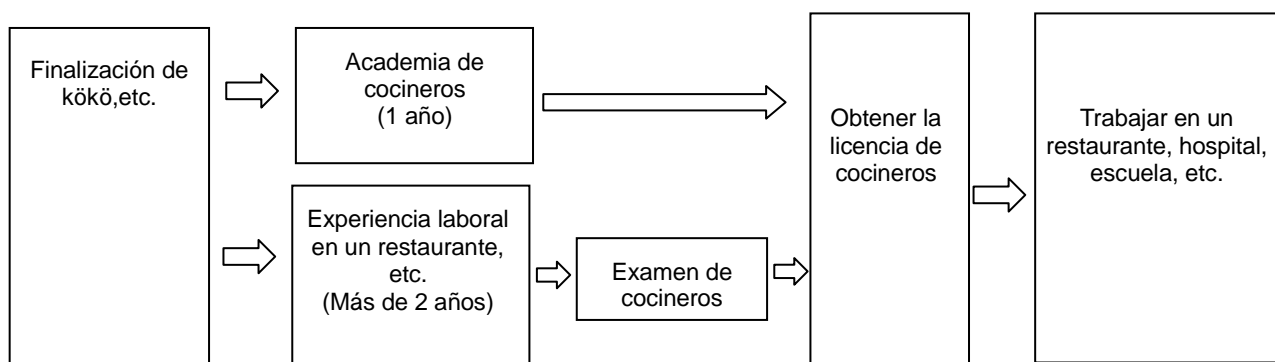 Finalización de
kökö,etc.
Academia de
cocineros
(1 año)
Experiencia laboral
en un restaurante,
etc.
(Más de 2 años)
Examen de
cocineros
Obtener la
licencia de
cocineros
Trabajar en un
restaurante, hospital,
escuela, etc.